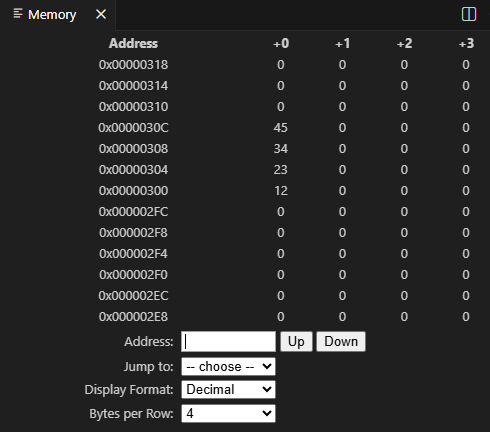 Memory
Address +0 +1 +2 +3
0x00000318 0 0 0 0
0x00000314 0 0 0 0
0x00000310 0 0 0 0
0x0000030C 45 0 0 0
0x00000308 34 0 0 0
0x00000304 23 0 0 0
0x00000300 12 0 0 0
0x000002FC 0 0 0 0
0x000002F8 0 0 0 0
0x000002F4 0 0 0 0
0x000002F0 0 0 0 0
0x000002EC 0 0 0 0
0x000002E8 0 0 0 0
Address: Up Down
Jump to: -- choose --
Display Format: Decimal
Bytes per Row: 4